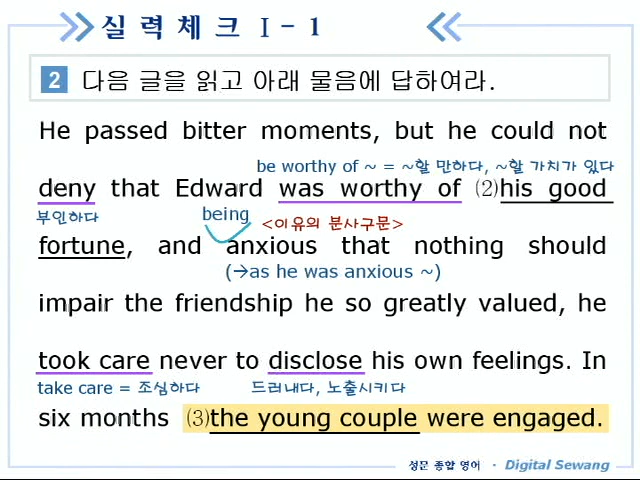 실력체크 I - 1
2 다음 글을 읽고 아래 물음에 답하여라.
He passed bitter moments, but he could not
be worthy of ~ = ~할 만하다, ~할 가치가 있다
deny that Edward was worthy of (2)his good
부인하다
being <이유의 분사구문>
fortune, and anxious that nothing should
(→as he was anxious ~)
impair the friendship he so greatly valued, he
took care never to disclose his own feelings. In
take care = 조심하다 드러내다, 노출시키다
six months (3)the young couple were engaged.
성문 종합 영어 · Digital Sewang